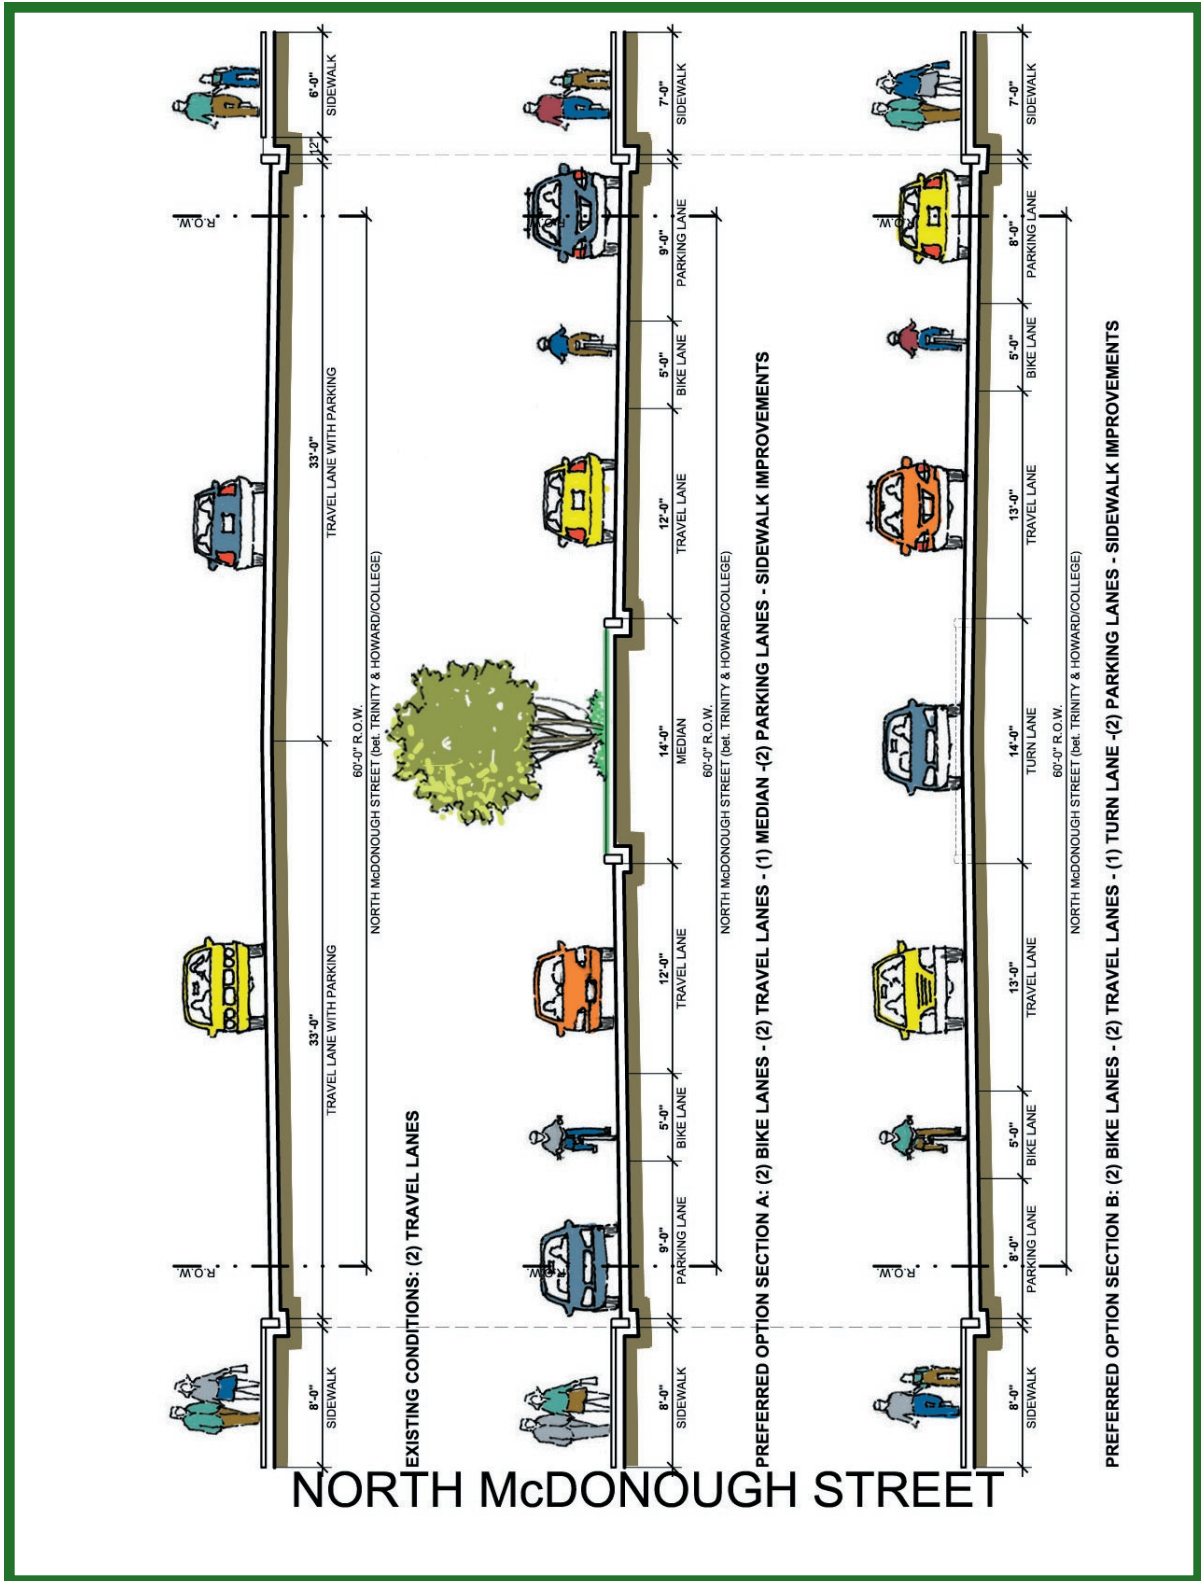 8'-0"
SIDEWALK
R.O.W.
33'-0"
TRAVEL LANE WITH PARKING
33'-0"
TRAVEL LANE WITH PARKING
R.O.W.
12"
6'-0"
SIDEWALK
60'-0" R.O.W.
NORTH McDONOUGH STREET (bet. TRINITY & HOWARD/COLLEGE)
EXISTING CONDITIONS: (2) TRAVEL LANES
8'-0"
SIDEWALK
R.O.W.
9'-0"
PARKING LANE
5'-0"
BIKE LANE
12'-0"
TRAVEL LANE
14'-0"
MEDIAN
12'-0"
TRAVEL LANE
5'-0"
BIKE LANE
9'-0"
PARKING LANE
R.O.W.
7'-0"
SIDEWALK
60'-0" R.O.W.
NORTH McDONOUGH STREET (bet. TRINITY & HOWARD/COLLEGE)
PREFERRED OPTION SECTION A: (2) BIKE LANES - (2) TRAVEL LANES - (1) MEDIAN -(2) PARKING LANES - SIDEWALK IMPROVEMENTS
8'-0"
SIDEWALK
R.O.W.
8'-0"
PARKING LANE
5'-0"
BIKE LANE
13'-0"
TRAVEL LANE
14'-0"
TURN LANE
13'-0"
TRAVEL LANE
5'-0"
BIKE LANE
8'-0"
PARKING LANE
R.O.W.
7'-0"
SIDEWALK
60'-0" R.O.W.
NORTH McDONOUGH STREET (bet. TRINITY & HOWARD/COLLEGE)
PREFERRED OPTION SECTION B: (2) BIKE LANES - (2) TRAVEL LANES - (1) TURN LANE -(2) PARKING LANES - SIDEWALK IMPROVEMENTS
NORTH McDONOUGH STREET